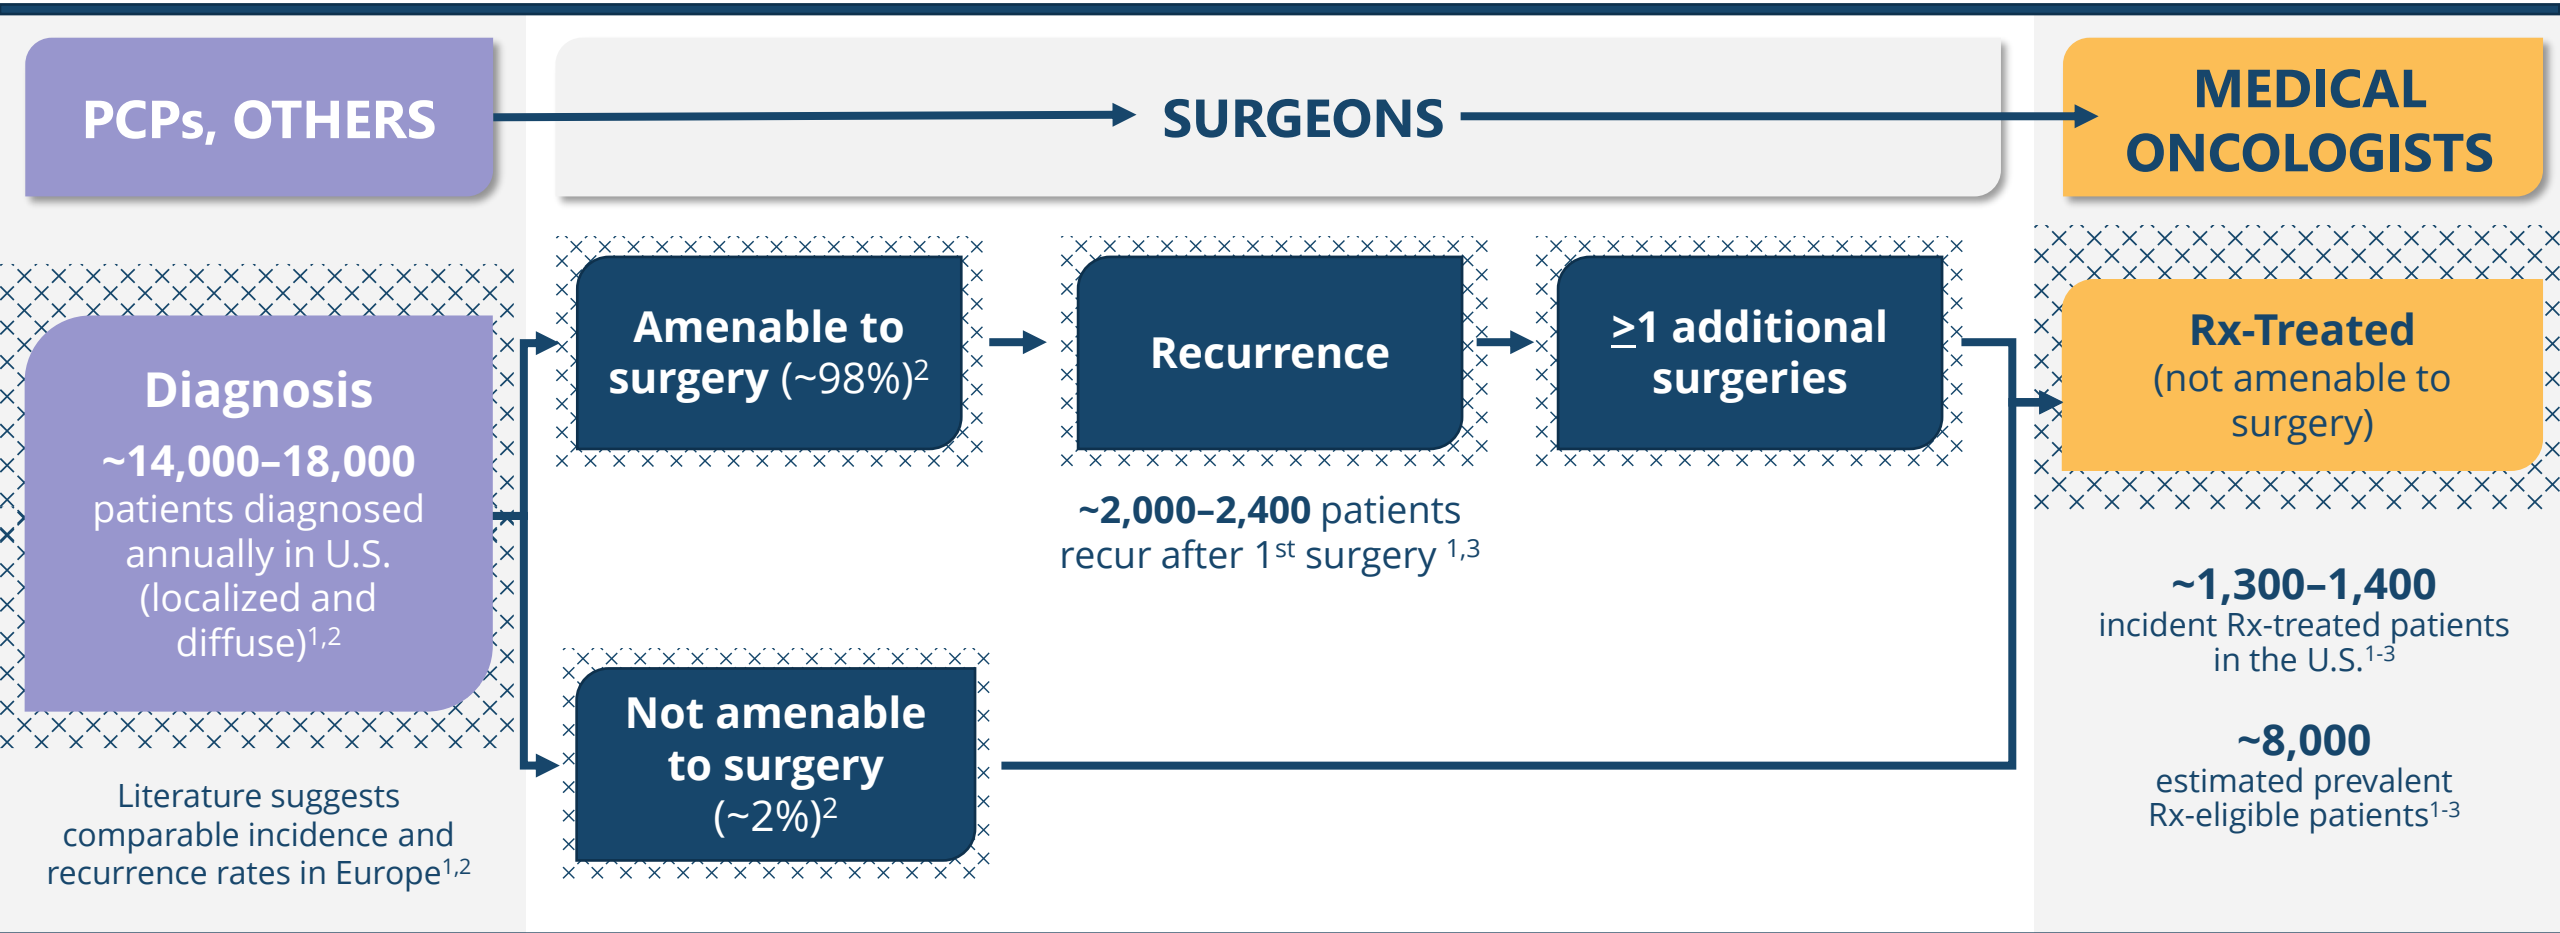 PCPs, OTHERS
SURGEONS
MEDICAL
ONCOLOGISTS
Diagnosis
~14,000–18,000
patients diagnosed
annually in U.S.
(localized and
diffuse)1,2
Literature suggests
comparable incidence and
recurrence rates in Europe1,2
Amenable to
surgery (~98%)2
Recurrence
~2,000–2,400 patients
recur after 1st surgery 1,3
≥1 additional
surgeries
Not amenable
to surgery
(~2%)2
Rx-Treated
(not amenable to
surgery)
~1,300–1,400
incident Rx-treated patients
in the U.S.1-3
~8,000
estimated prevalent
Rx-eligible patients1-3